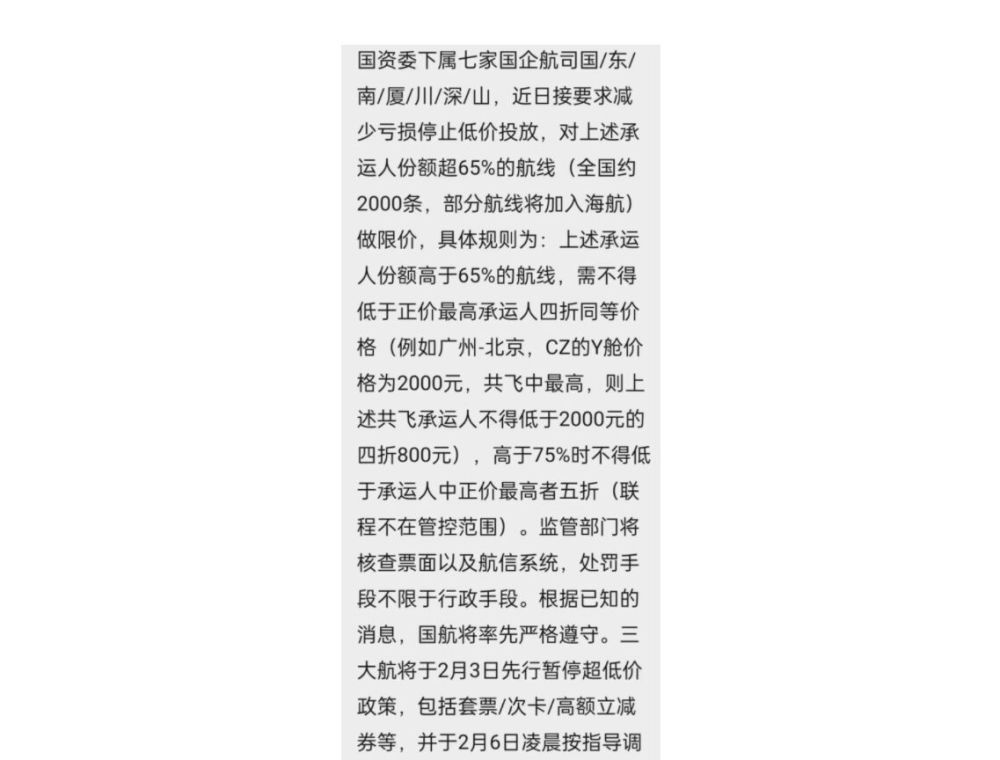 国资委下属七家国企航司国/东/
南/厦/川/深/山，近日接要求减
少亏损停止低价投放，对上述承
运人份额超65%的航线（全国约
2000条，部分航线将加入海航）
做限价，具体规则为：上述承运
人份额高于65%的航线，需不得
低于正价最高承运人四折同等价
格（例如广州-北京，CZ的Y舱价
格为2000元，共飞中最高，则上
述共飞承运人不得低于2000元的
四折800元），高于75%时不得低
于承运人中正价最高者五折（联
程不在管控范围）。监管部门将
核查票面以及航信系统，处罚手
段不限于行政手段。根据已知的
消息，国航将率先严格遵守。三
大航将于2月3日先行暂停超低价
政策，包括套票/次卡/高额立减
券等，并于2月6日凌晨按指导调